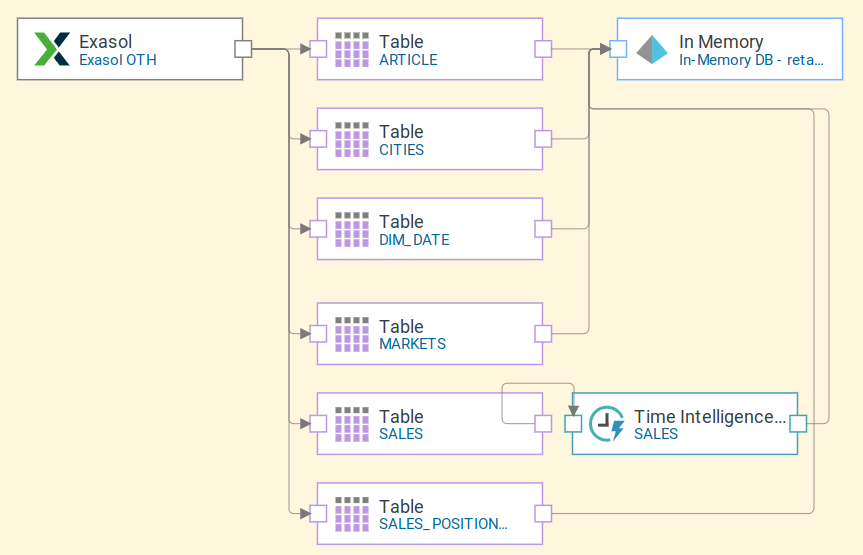 Exasol
Exasol OTH
Table
ARTICLE
In Memory
In-Memory DB - reta...
Table
CITIES
Table
DIM_DATE
Table
MARKETS
Table
SALES
Time Intelligence...
SALES
Table
SALES_POSITION...